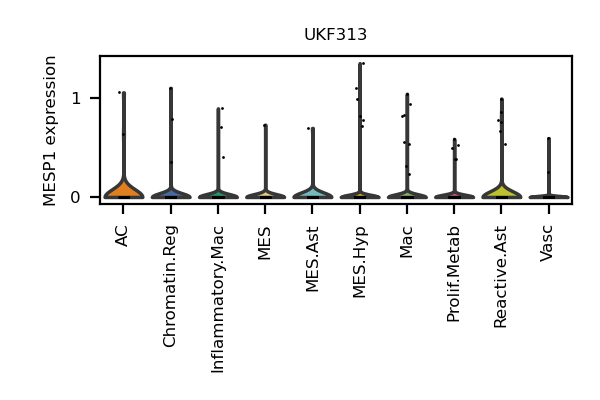 UKF313
MESP1 expression
1
0
AC
Chromatin.Reg
Inflammatory.Mac
MES
MES.Ast
MES.Hyp
Mac
Prolif.Metab
Reactive.Ast
Vasc